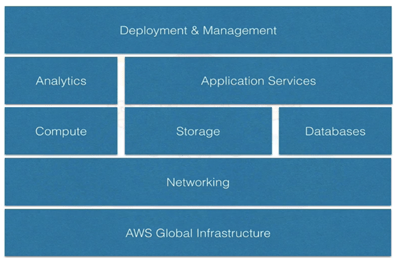 Deployment & Management
Analytics
Application Services
Compute
Storage
Databases
Networking
AWS Global Infrastructure